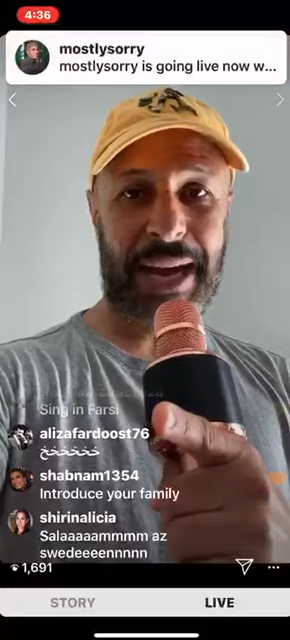 4:36
mostlysorry
mostlysorry is going live now w...
Sing in Farsi
alizafardoost76
خخخخخخ
shabnam1354
Introduce your family
shirinalicia
Salaaaaammmm az
swedeeeennnnn
1,691
STORY
LIVE